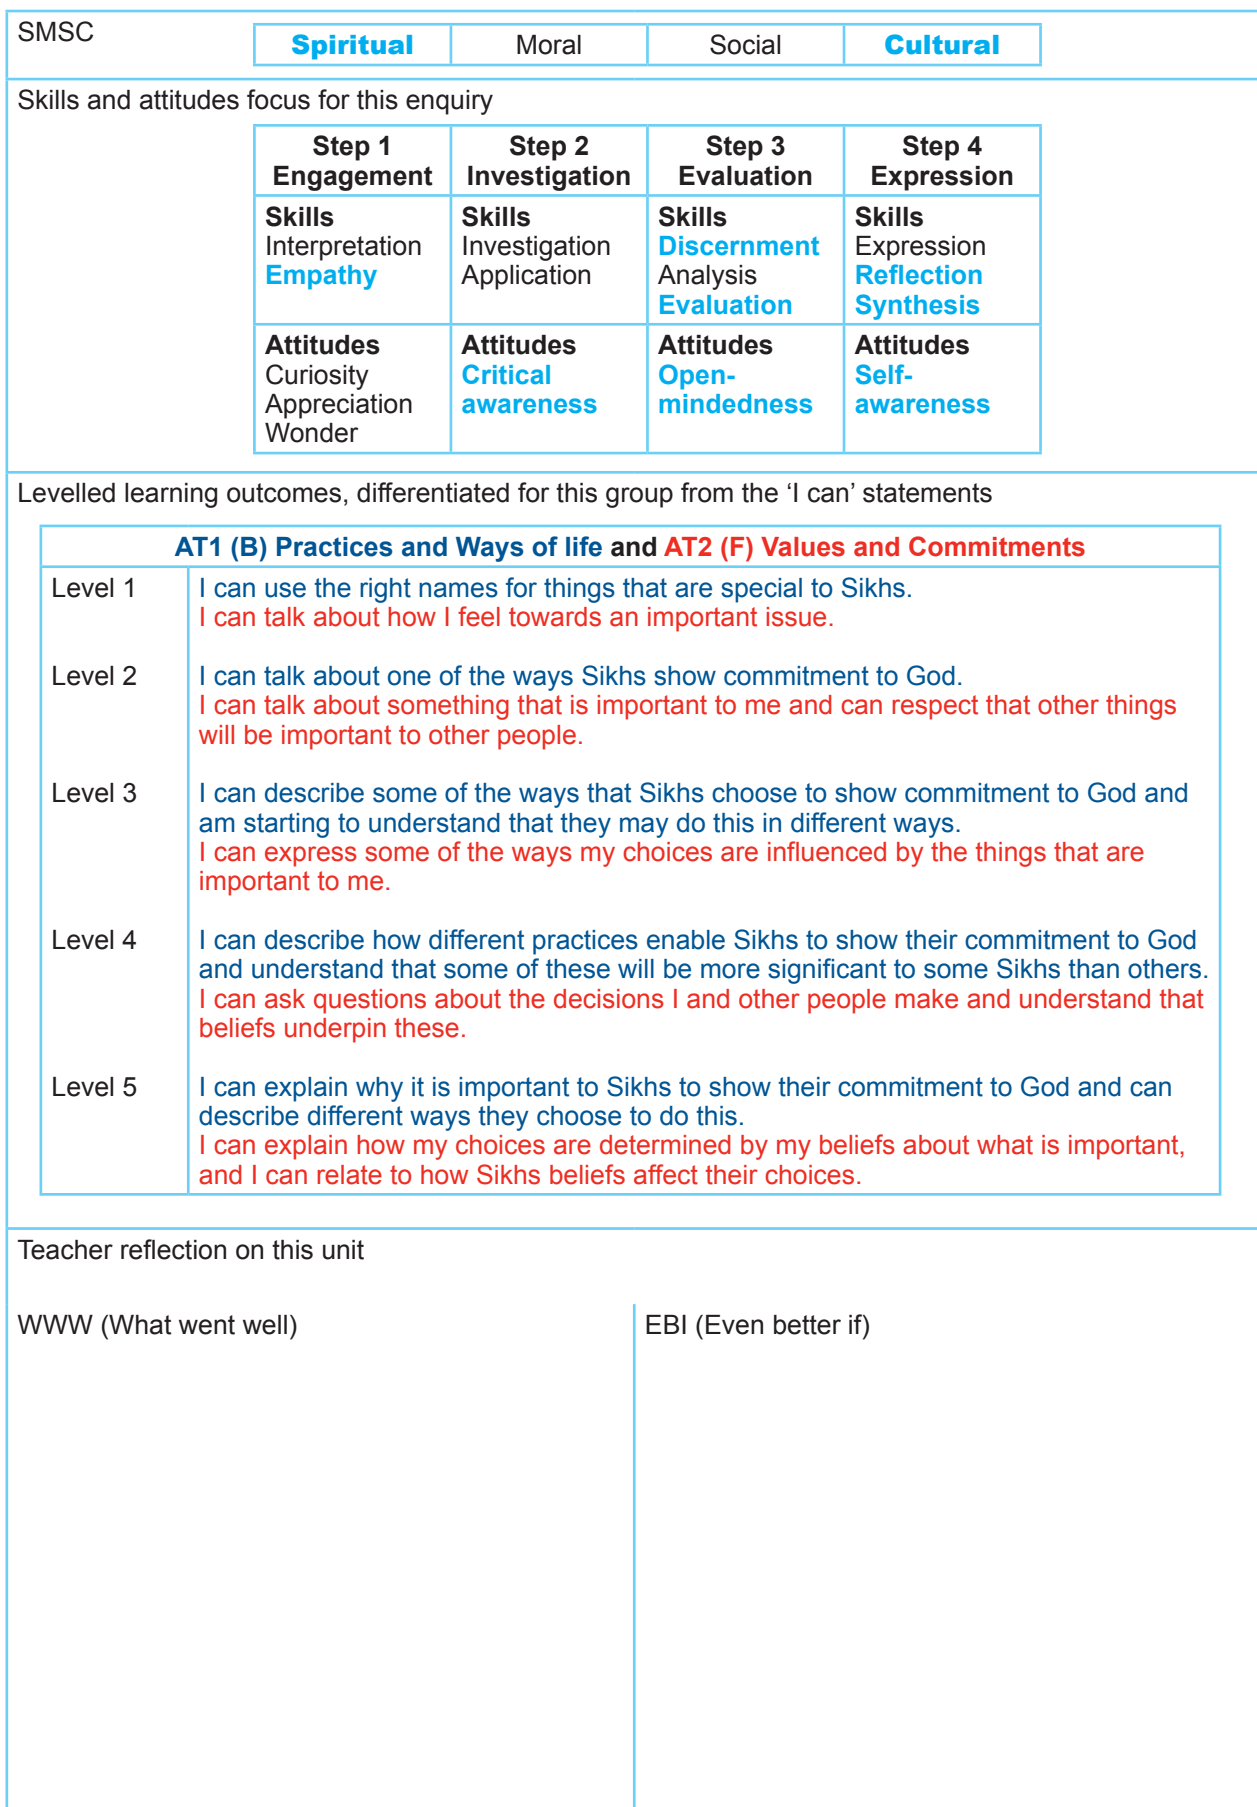 SMSC
Spiritual Moral Social Cultural
Skills and attitudes focus for this enquiry
Step 1 Step 2 Step 3 Step 4
Engagement Investigation Evaluation Expression
Skills Skills Skills Skills
Interpretation Investigation Discernment Expression
Empathy Application Analysis Reflection
Evaluation Synthesis
Attitudes Attitudes Attitudes Attitudes
Curiosity Critical Open- Self-
Appreciation awareness mindedness awareness
Wonder
Levelled learning outcomes, differentiated for this group from the ‘I can’ statements
AT1 (B) Practices and Ways of life and AT2 (F) Values and Commitments
Level 1 I can use the right names for things that are special to Sikhs.
I can talk about how I feel towards an important issue.
Level 2 I can talk about one of the ways Sikhs show commitment to God.
I can talk about something that is important to me and can respect that other things
will be important to other people.
Level 3 I can describe some of the ways that Sikhs choose to show commitment to God and
am starting to understand that they may do this in different ways.
I can express some of the ways my choices are influenced by the things that are
important to me.
Level 4 I can describe how different practices enable Sikhs to show their commitment to God
and understand that some of these will be more significant to some Sikhs than others.
I can ask questions about the decisions I and other people make and understand that
beliefs underpin these.
Level 5 I can explain why it is important to Sikhs to show their commitment to God and can
describe different ways they choose to do this.
I can explain how my choices are determined by my beliefs about what is important,
and I can relate to how Sikhs beliefs affect their choices.
Teacher reflection on this unit
WWW (What went well) EBI (Even better if)